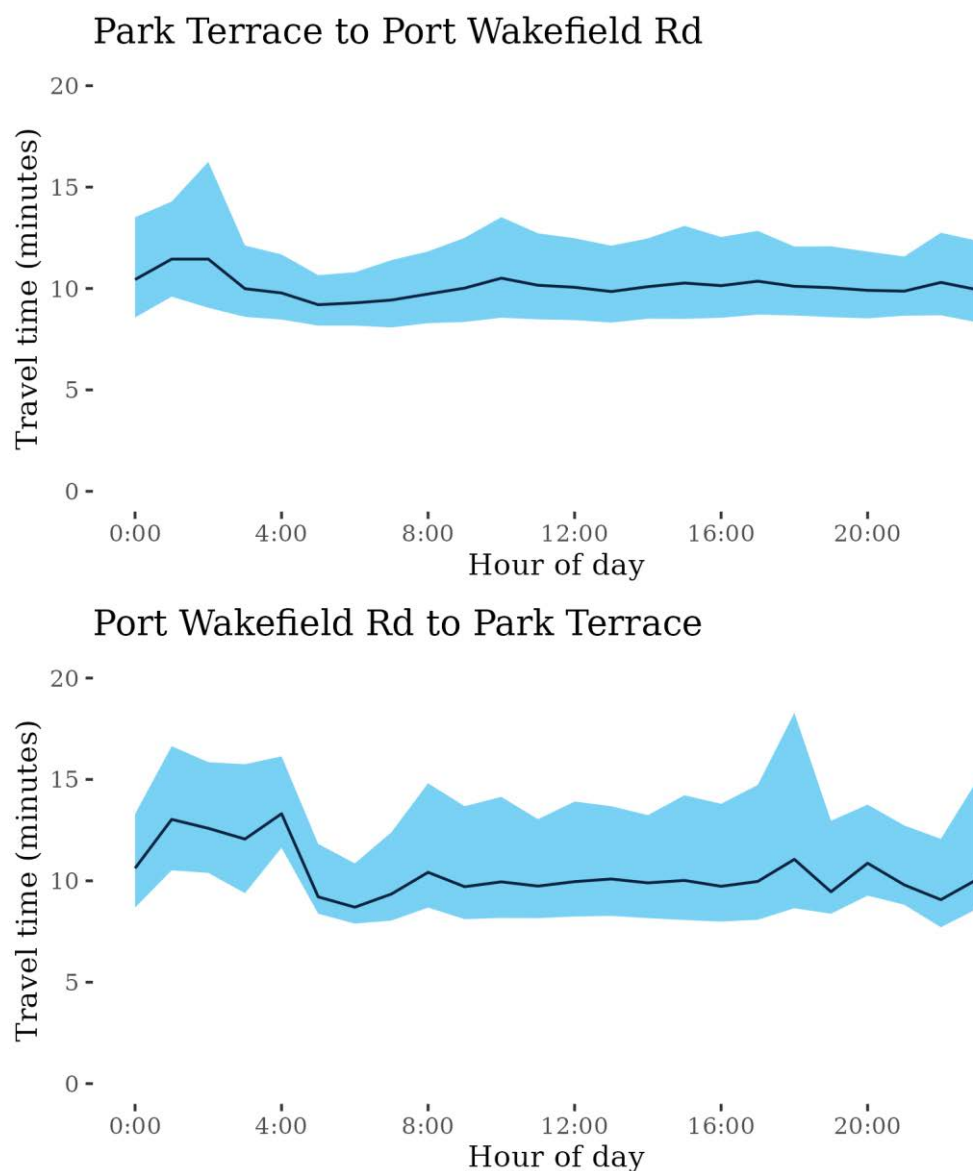 Park Terrace to Port Wakefield Rd
Travel time (minutes)
20
15
10
5
0
0:00 4:00 8:00 12:00 16:00 20:00
Hour of day
Port Wakefield Rd to Park Terrace
Travel time (minutes)
20
15
10
5
0
0:00 4:00 8:00 12:00 16:00 20:00
Hour of day